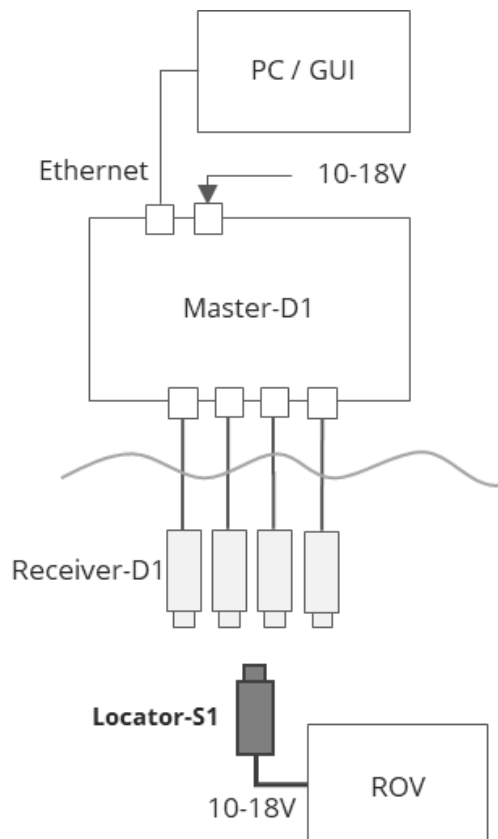 PC / GUI
Ethernet
10-18V
Master-D1
Receiver-D1
Locator-S1
10-18V
ROV